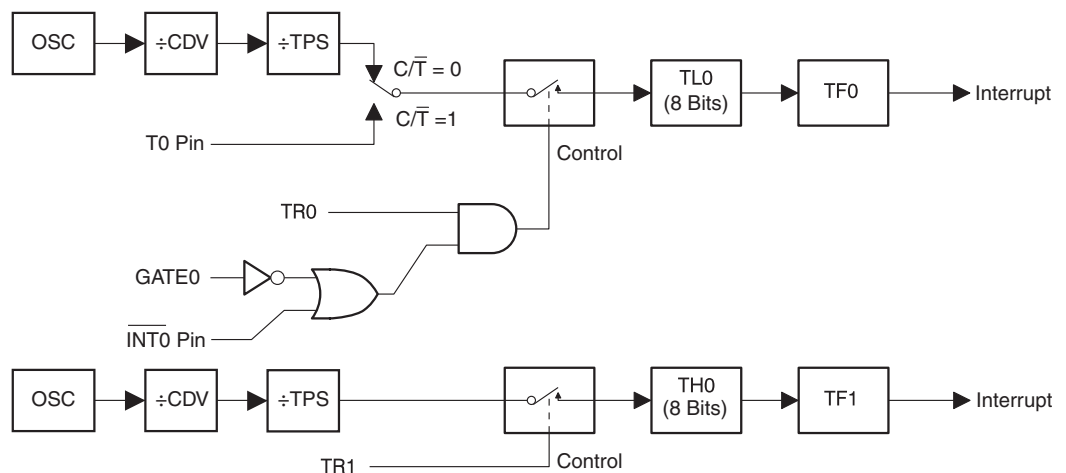 OSC
÷CDV
÷TPS
C/T̅ = 0
C/T̅ =1
T0 Pin
Control
TL0
(8 Bits)
TF0
Interrupt
TR0
GATE0
I̅N̅T̅0̅ Pin
OSC
÷CDV
÷TPS
TR1
Control
TH0
(8 Bits)
TF1
Interrupt